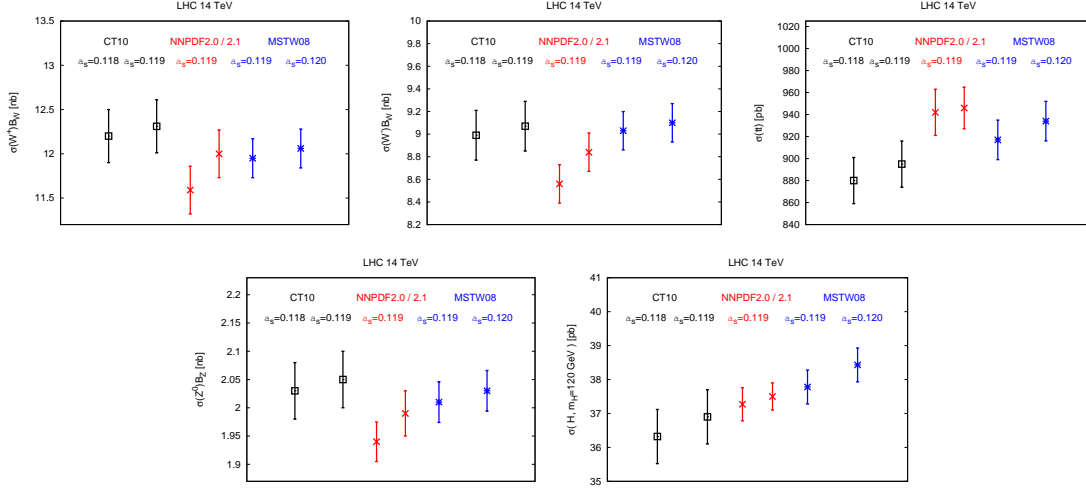 LHC 14 TeV
13.5
13
12.5
12
11.5
σ(W⁺)B_W [nb]
CT10 NNPDF2.0 / 2.1 MSTW08
a_s=0.118 a_s=0.119 a_s=0.119 a_s=0.119 a_s=0.120
LHC 14 TeV
10
9.8
9.6
9.4
9.2
9
8.8
8.6
8.4
8.2
σ(W⁻)B_W [nb]
CT10 NNPDF2.0 / 2.1 MSTW08
a_s=0.118 a_s=0.119 a_s=0.119 a_s=0.119 a_s=0.120
LHC 14 TeV
1020
1000
980
960
940
920
900
880
860
840
σ(tt) [pb]
CT10 NNPDF2.0 / 2.1 MSTW08
a_s=0.118 a_s=0.119 a_s=0.119 a_s=0.119 a_s=0.120
LHC 14 TeV
2.2
2.15
2.1
2.05
2
1.95
1.9
σ(Z⁰)B_Z [nb]
CT10 NNPDF2.0 / 2.1 MSTW08
a_s=0.118 a_s=0.119 a_s=0.119 a_s=0.119 a_s=0.120
LHC 14 TeV
41
40
39
38
37
36
35
σ( H, m_H=120 GeV ) [pb]
CT10 NNPDF2.0 / 2.1 MSTW08
a_s=0.118 a_s=0.119 a_s=0.119 a_s=0.119 a_s=0.120